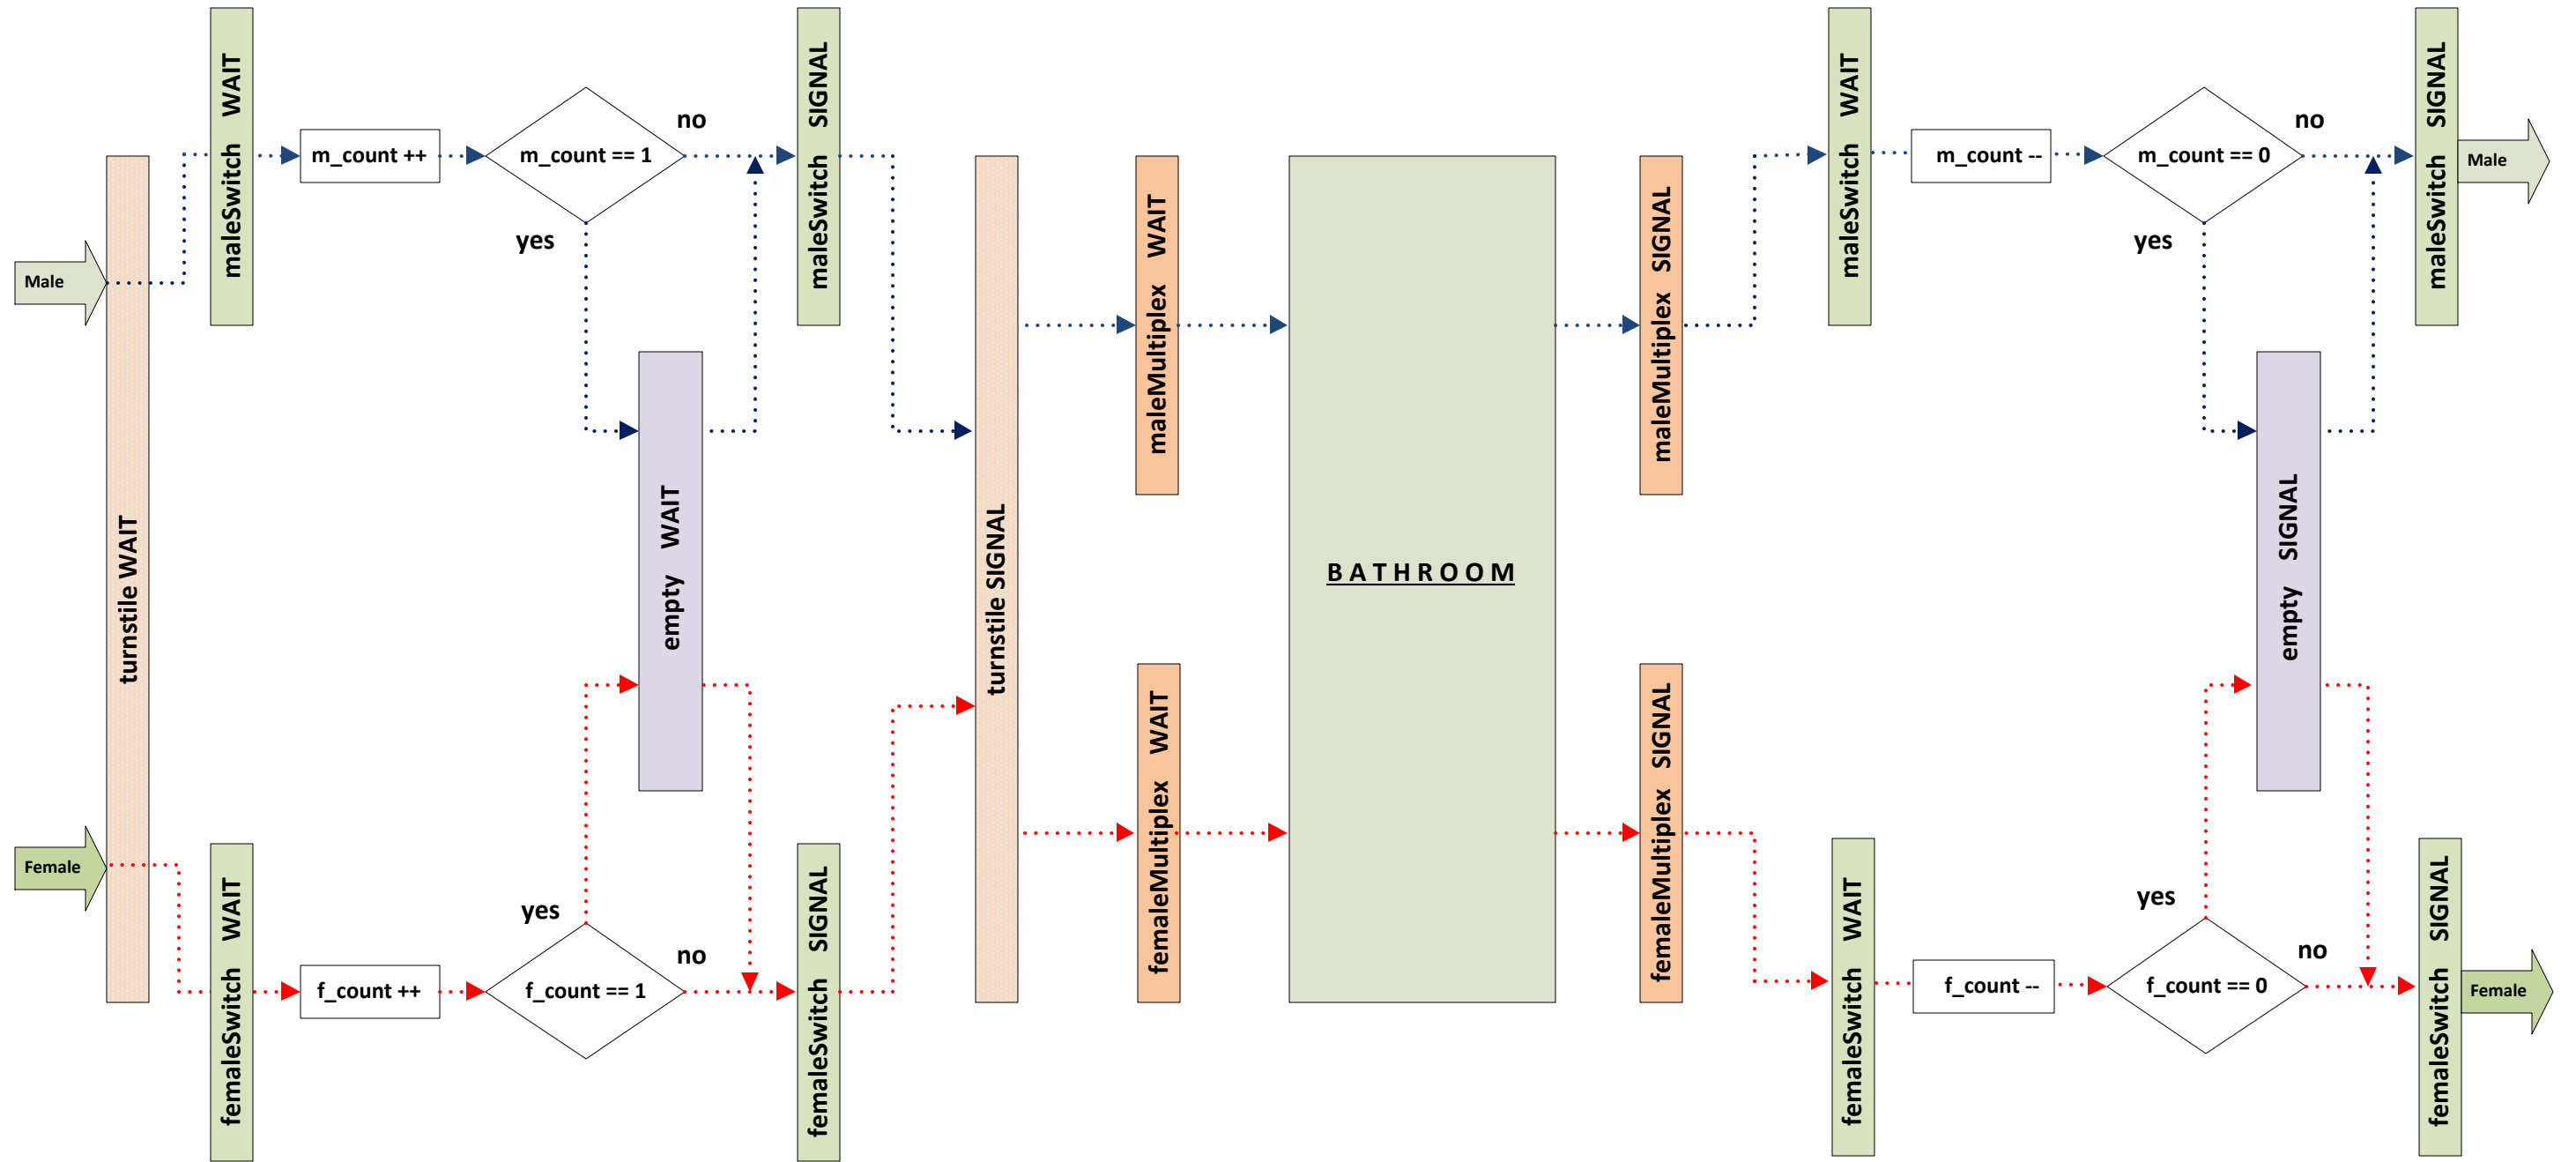 Male
turnstile WAIT
maleSwitch WAIT
m_count ++
m_count == 1
no
yes
empty WAIT
maleSwitch SIGNAL
turnstile SIGNAL
maleMultiplex WAIT
BATHROOM
maleMultiplex SIGNAL
maleSwitch WAIT
m_count --
m_count == 0
no
yes
empty SIGNAL
maleSwitch SIGNAL
Male
Female
femaleSwitch WAIT
f_count ++
f_count == 1
yes
no
femaleSwitch SIGNAL
femaleMultiplex WAIT
femaleMultiplex SIGNAL
femaleSwitch WAIT
f_count --
f_count == 0
yes
no
femaleSwitch SIGNAL
Female